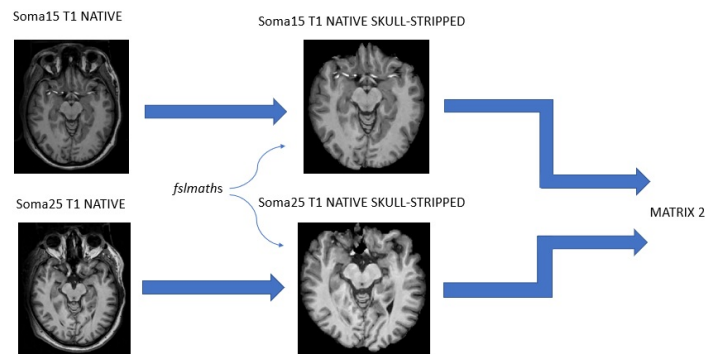 Soma15 T1 NATIVE
Soma15 T1 NATIVE SKULL-STRIPPED
fslmaths
Soma25 T1 NATIVE
Soma25 T1 NATIVE SKULL-STRIPPED
MATRIX 2